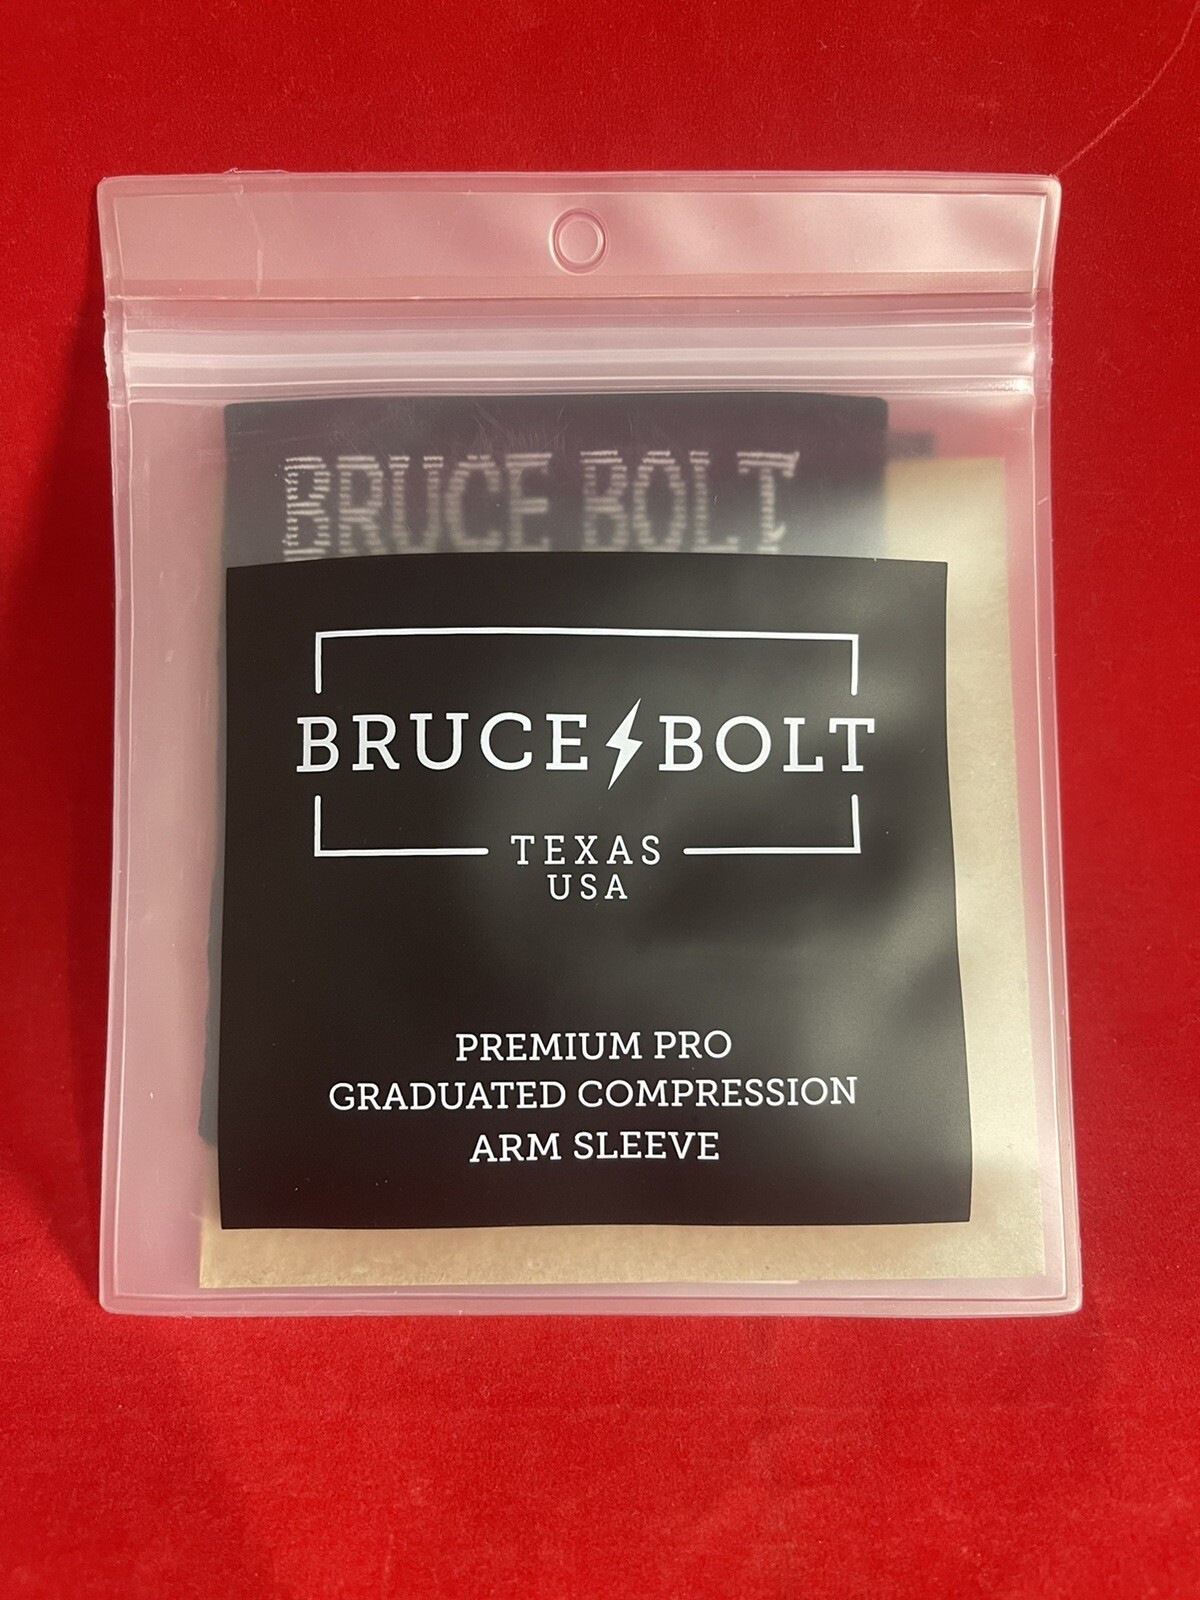 BRUCE BOLT
BRUCE BOLT
TEXAS
USA
PREMIUM PRO
GRADUATED COMPRESSION
ARM SLEEVE